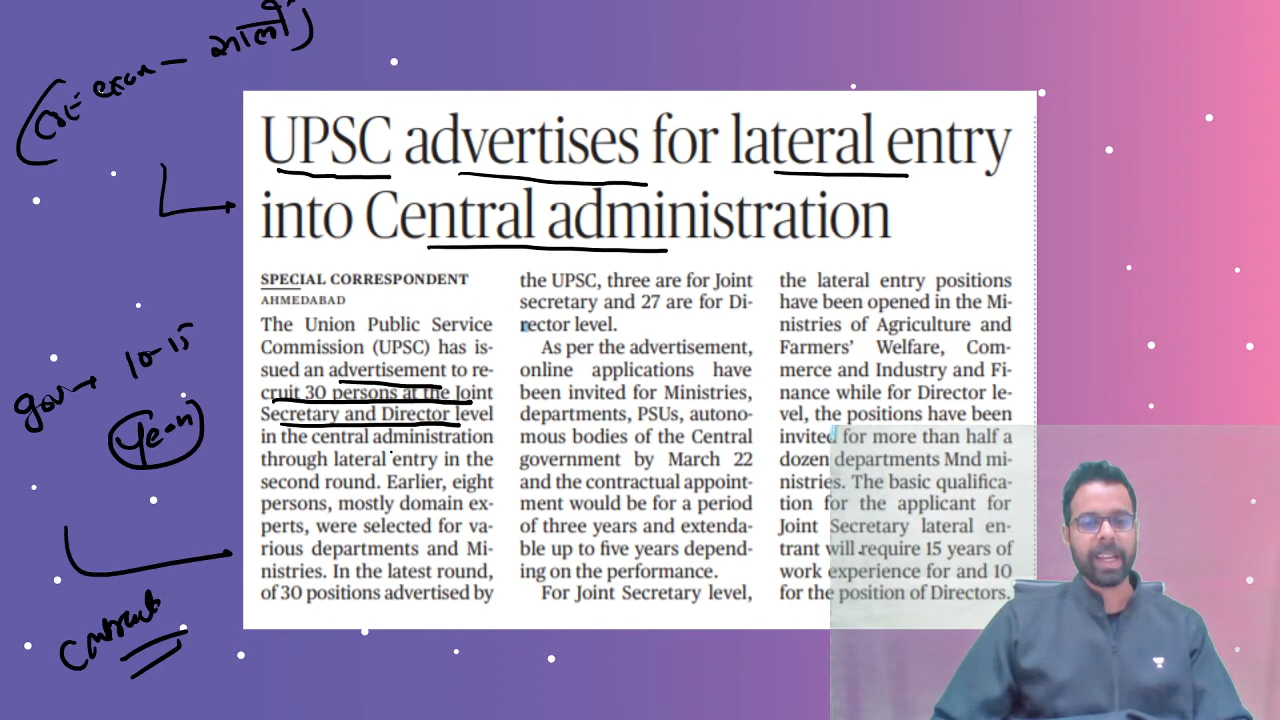 UPSC advertises for lateral entry
into Central administration
SPECIAL CORRESPONDENT
AHMEDABAD
The Union Public Service
Commission (UPSC) has is-
sued an advertisement to re-
cruit 30 persons at the Joint
Secretary and Director level
in the central administration
through lateral entry in the
second round. Earlier, eight
persons, mostly domain ex-
perts, were selected for va-
rious departments and Mi-
nistries. In the latest round,
of 30 positions advertised by
the UPSC, three are for Joint
secretary and 27 are for Di-
rector level.
As per the advertisement,
online applications have
been invited for Ministries,
departments, PSUs, autono-
mous bodies of the Central
government by March 22
and the contractual appoint-
ment would be for a period
of three years and extenda-
ble up to five years depend-
ing on the performance.
For Joint Secretary level,
the lateral entry positions
have been opened in the Mi-
nistries of Agriculture and
Farmers' Welfare, Com-
merce and Industry and Fi-
nance while for Director le-
vel, the positions have been
invited for more than half a
dozen departments Mnd mi-
nistries. The basic qualifica-
tion for the applicant for
Joint Secretary lateral en-
trant will require 15 years of
work experience for and 10
for the position of Directors.
(CSE exam –
gov → 10-15
Year
Contract